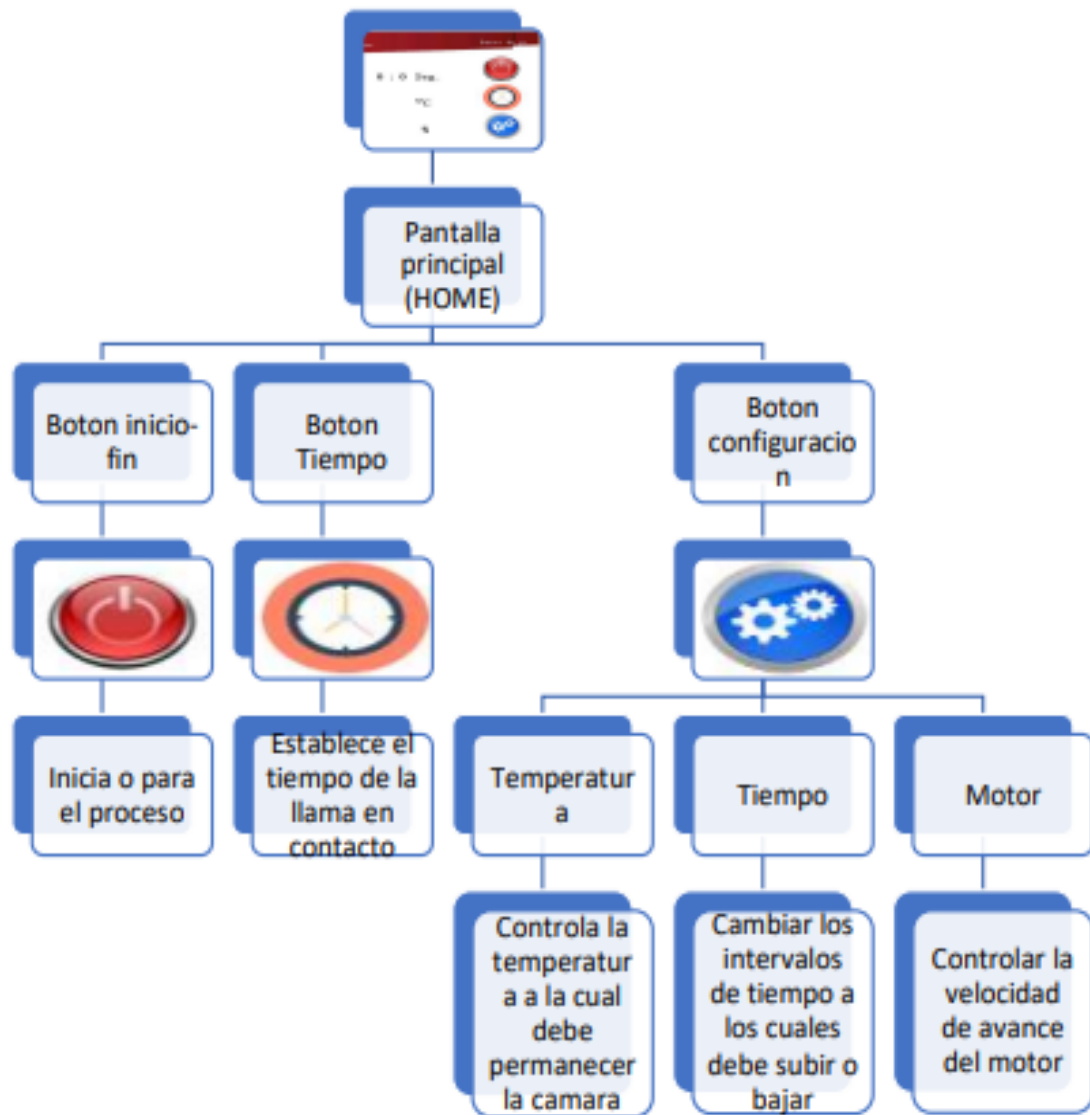 °C
%
Pantalla
principal
(HOME)
Boton inicio-
fin
Boton
Tiempo
Boton
configuracio
n
Inicia o para
el proceso
Establece el
tiempo de la
llama en
contacto
Temperatur
a
Tiempo
Motor
Controla la
temperatur
a a la cual
debe
permanecer
la camara
Cambiar los
intervalos
de tiempo a
los cuales
debe subir o
bajar
Controlar la
velocidad
de avance
del motor